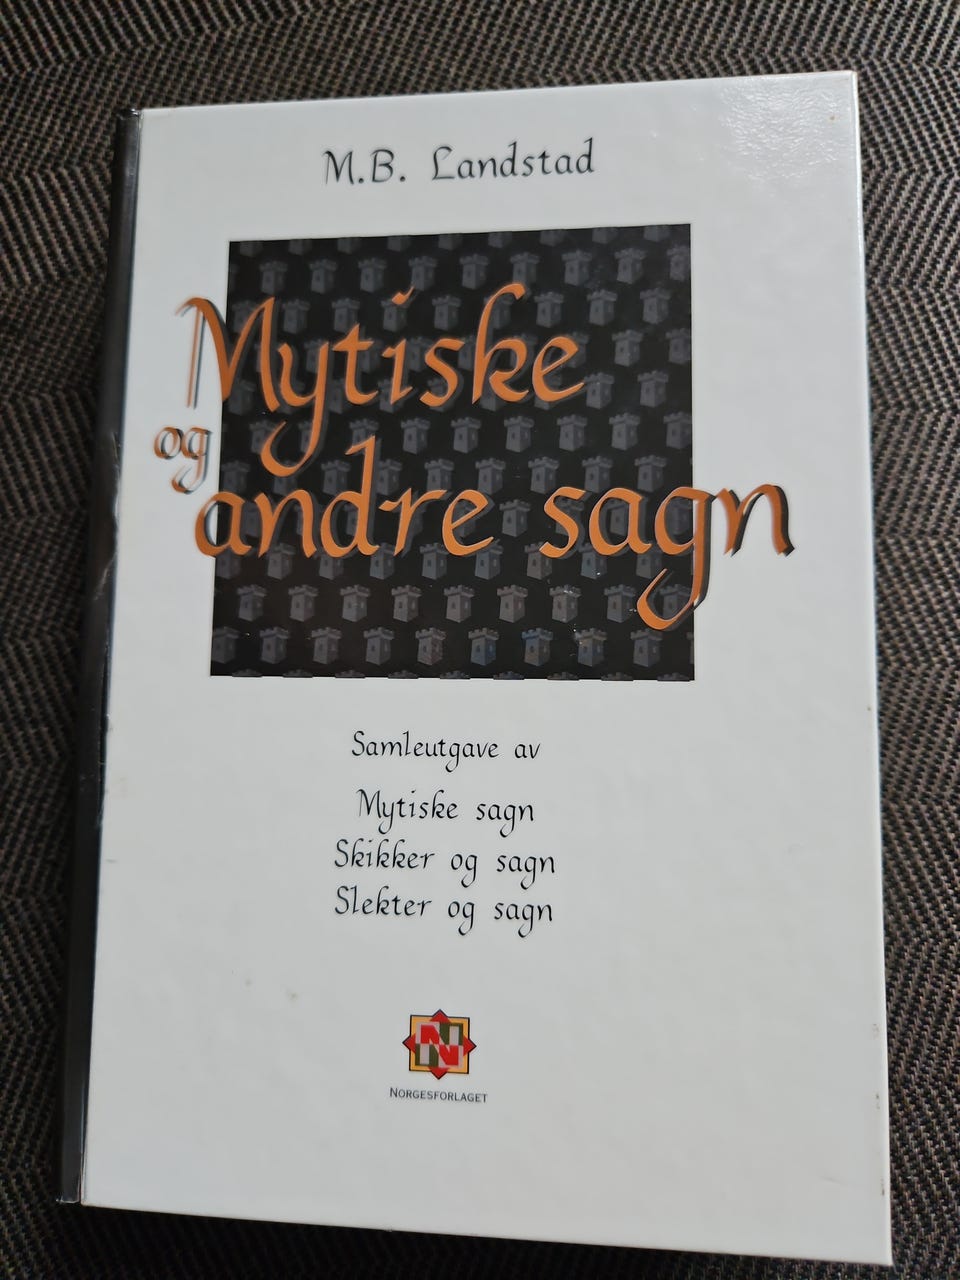 M.B. Landstad
Mytiske
og
andre sagn
Samleutgave av
Mytiske sagn
Skikker og sagn
Slekter og sagn
NORGESFORLAGET